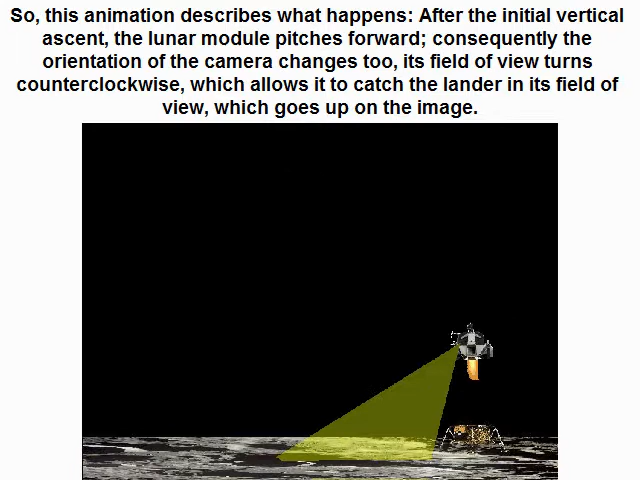 So, this animation describes what happens: After the initial vertical
ascent, the lunar module pitches forward; consequently the
orientation of the camera changes too, its field of view turns
counterclockwise, which allows it to catch the lander in its field of
view, which goes up on the image.